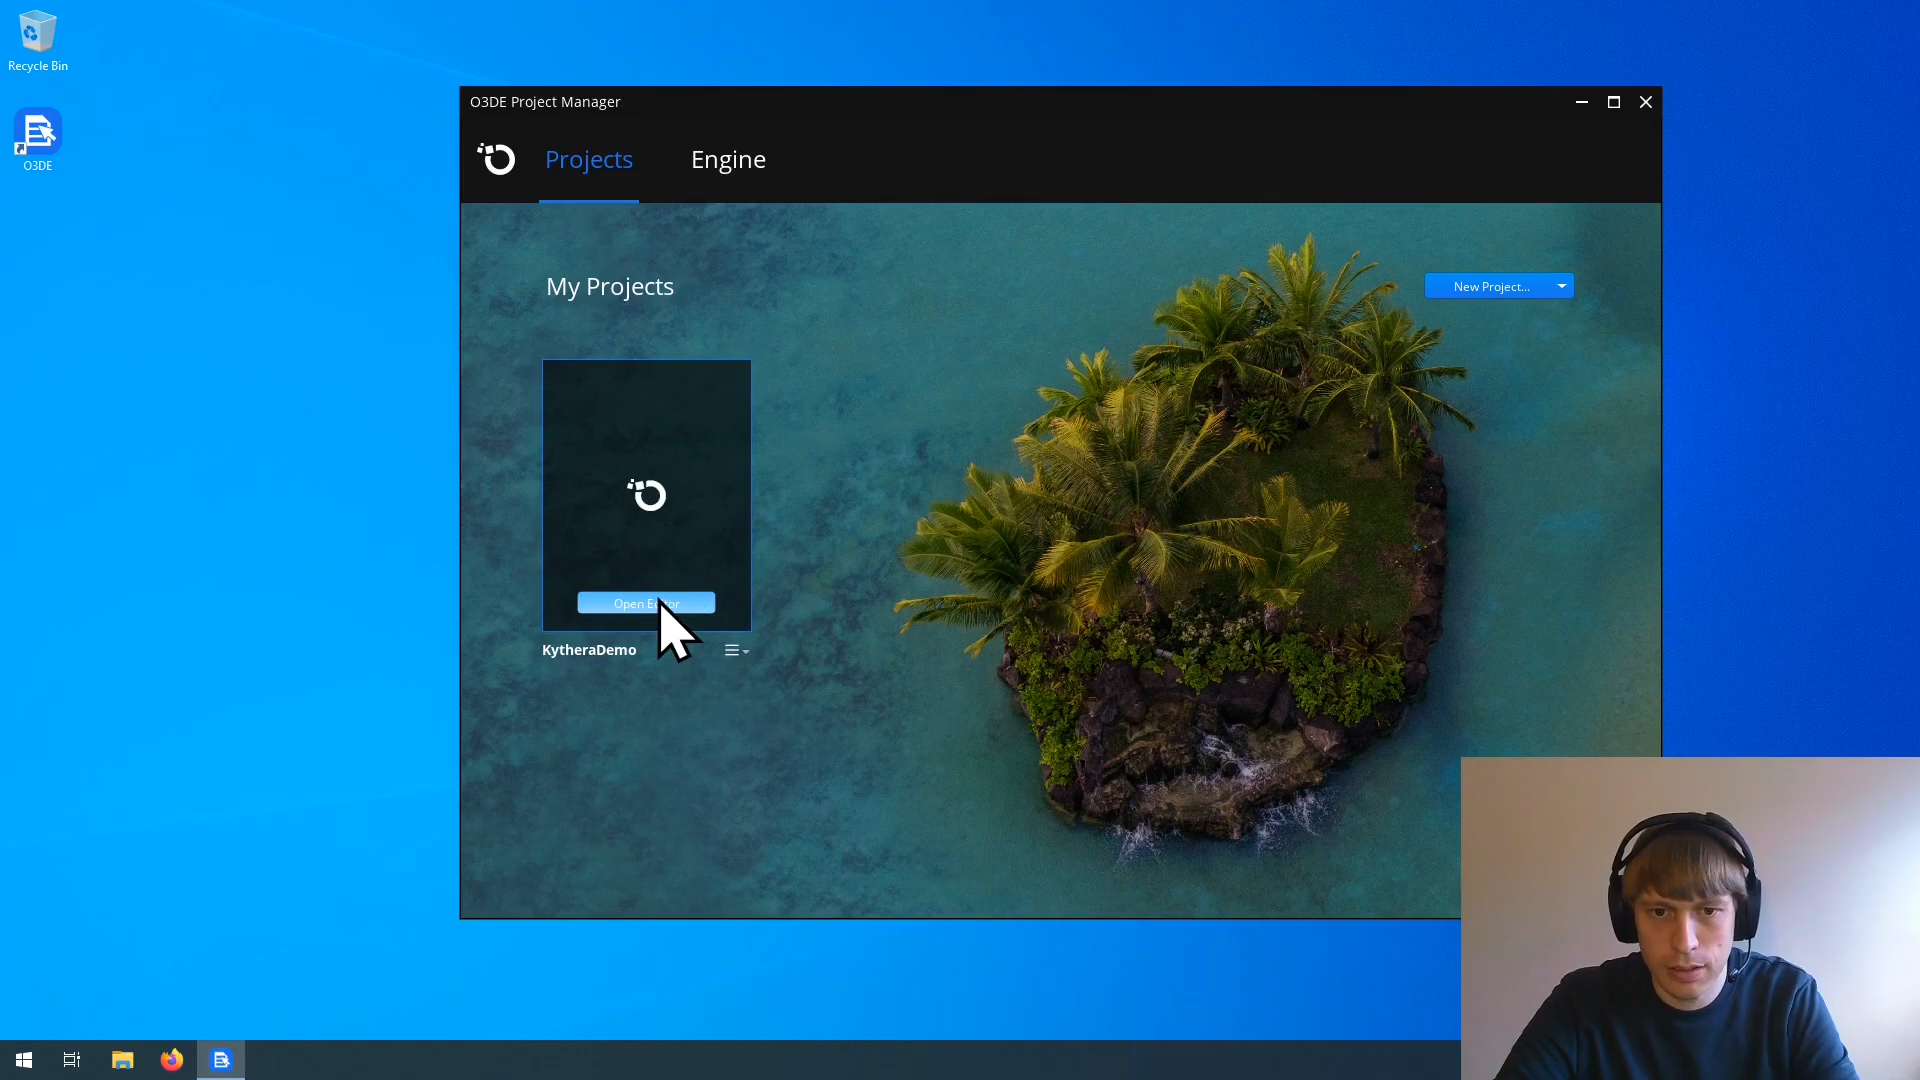 Recycle Bin
O3DE
O3DE Project Manager
Projects
Engine
My Projects
New Project...
Open Editor
KytheraDemo